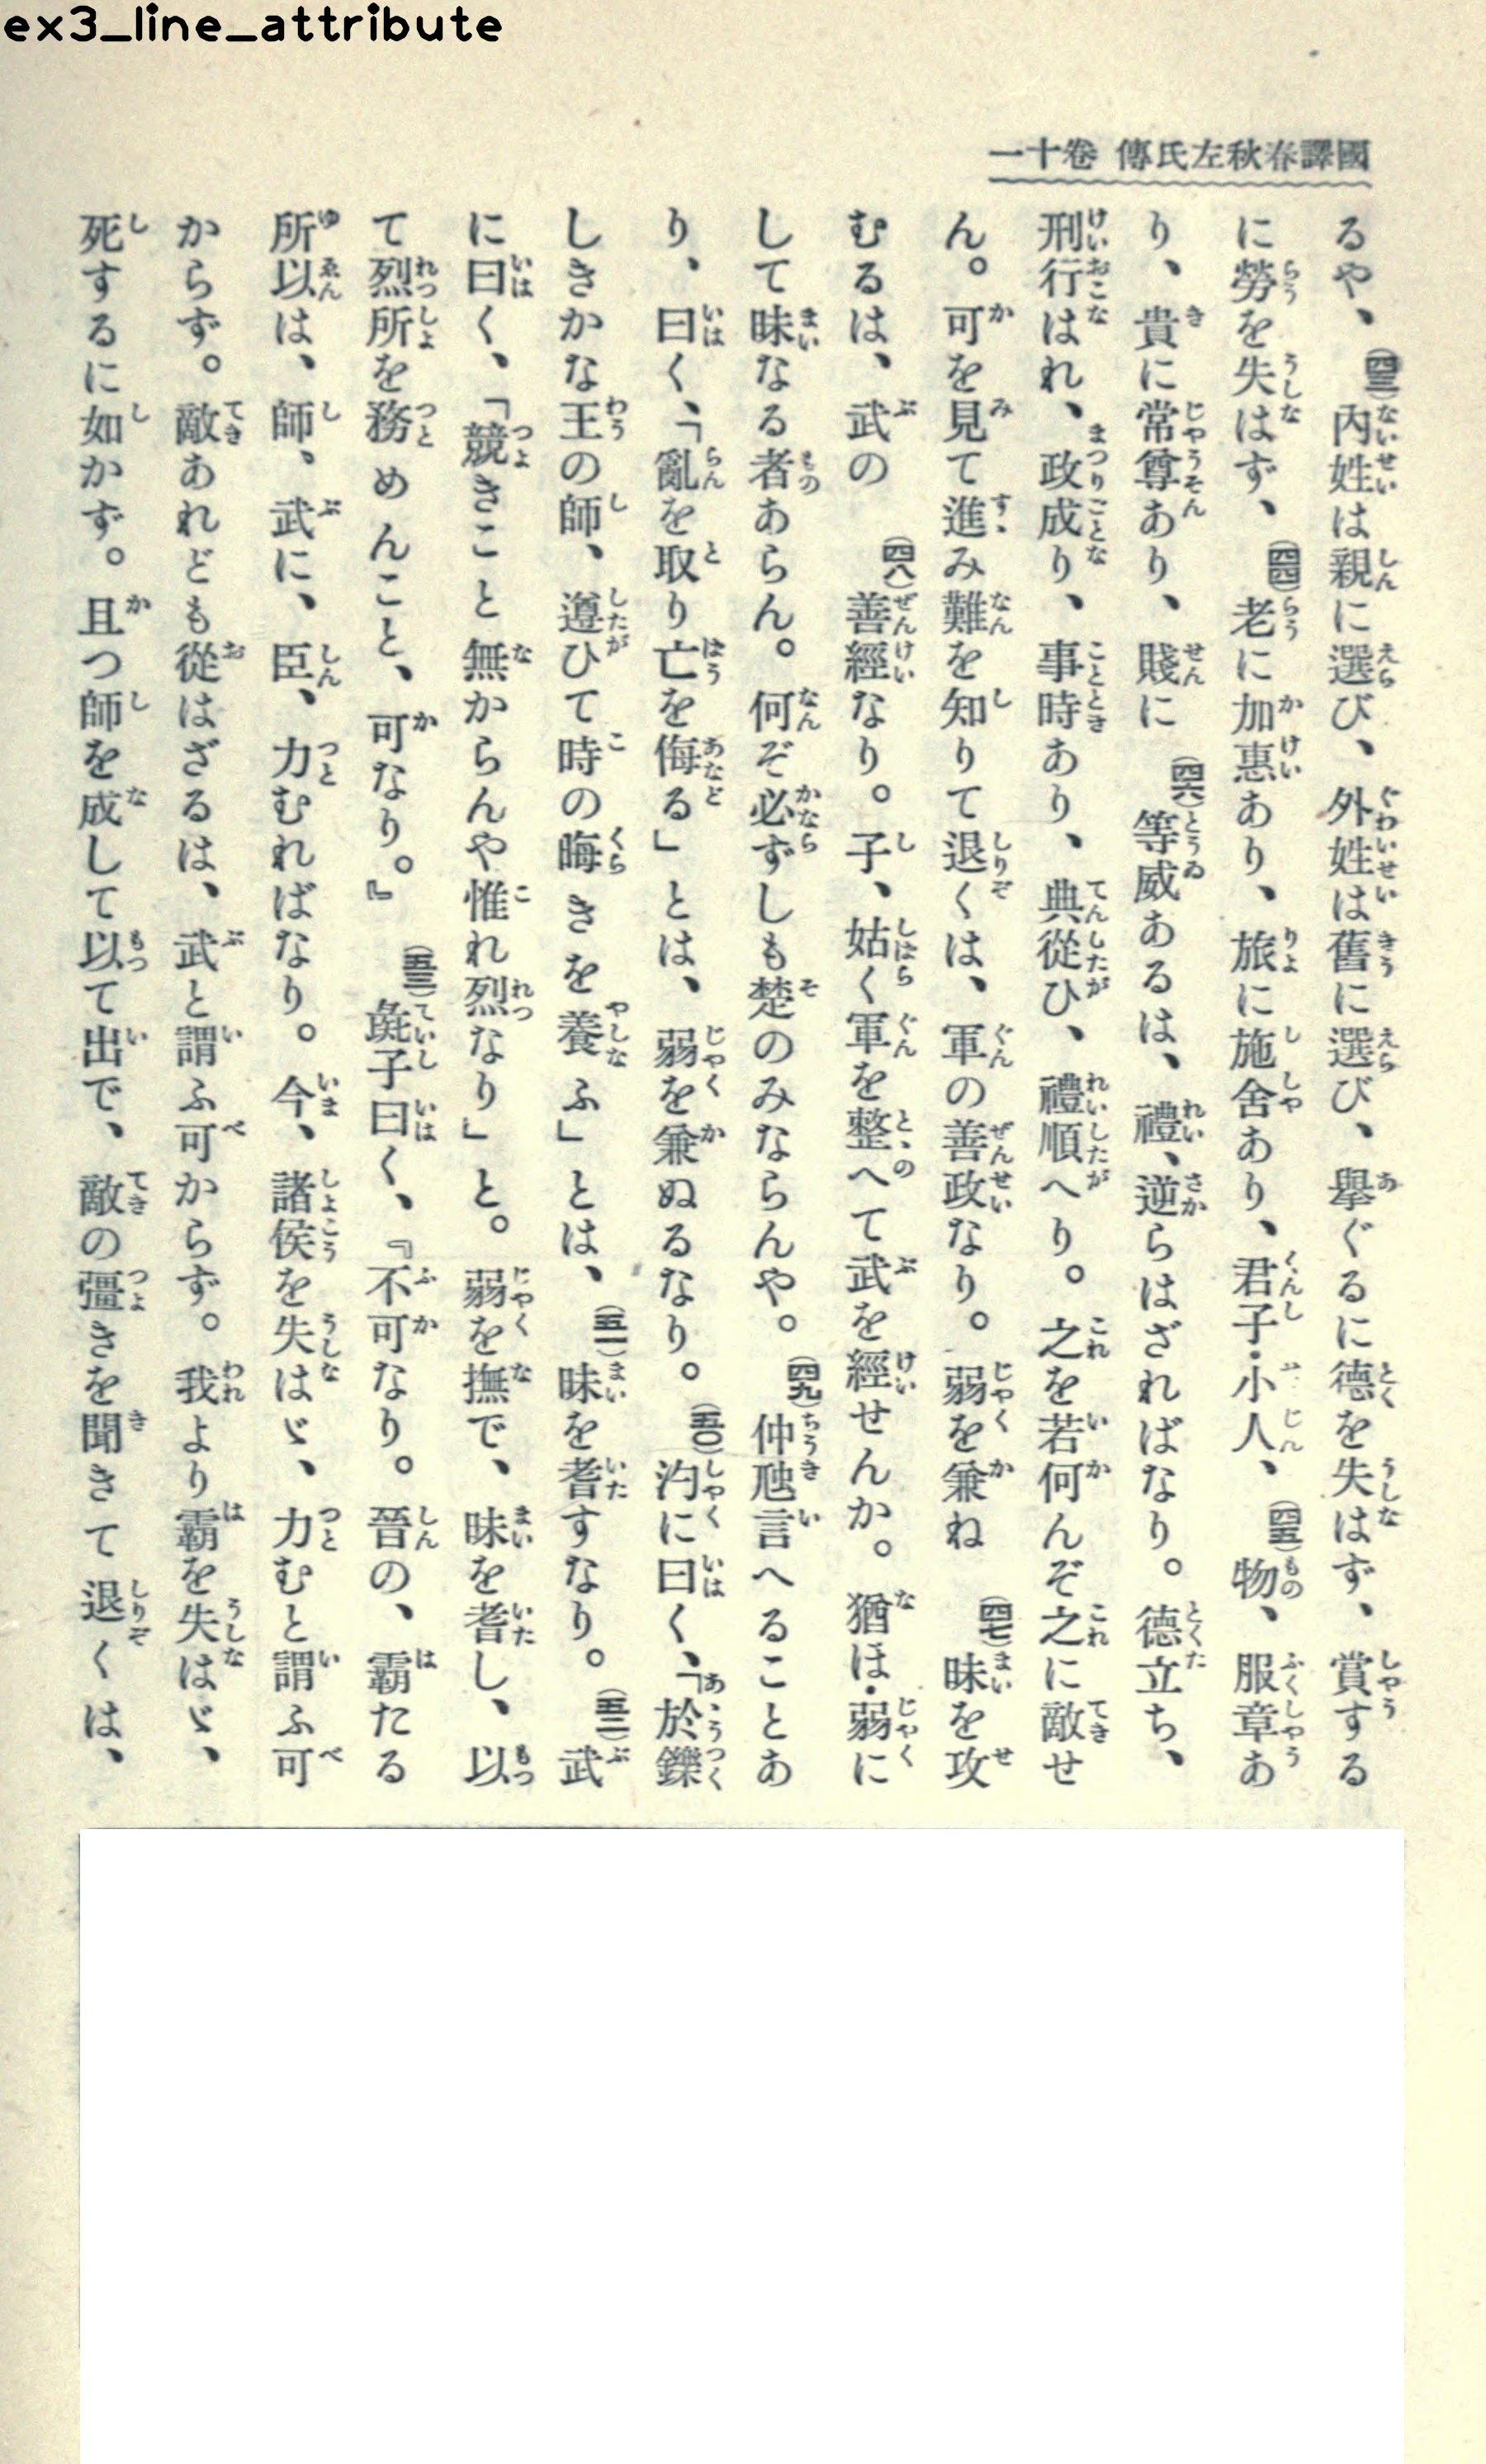 ex3_line_attribute
國譯春秋左氏傳 卷十一
るや、(四三)內姓は親に選び、外姓は舊に選び、擧ぐるに德を失はず、賞する
に勞を失はず、(四四)老に加惠あり、旅に施舍あり、君子・小人、(四五)物、服章あ
り、貴に常尊あり、賤に(四六)等威あるは、禮、逆らはざればなり。德立ち、
刑行はれ、政成り、事時あり、典從ひ、禮順へり。之を若何んぞ之に敵せ
ん。可を見て進み難を知りて退くは、軍の善政なり。弱を兼ね(四七)昧を攻
むるは、武の(四八)善經なり。子、姑く軍を整へて武を經せんか。猶ほ・弱に
して昧なる者あらん。何ぞ必ずしも楚のみならんや。(四九)仲虺言へることあ
り、曰く、「亂を取り亡を侮る」とは、弱を兼ぬるなり。(五〇)汋に曰く、「於鑠
しきかな王の師、遵ひて時の晦きを養ふ」とは、(五一)昧を耆すなり。(五二)武
に曰く、「競きこと無からんや惟れ烈なり」と。弱を撫で、昧を耆し、以
て烈所を務めんこと、可なり。』(五三)彘子曰く、『不可なり。晉の、霸たる
所以は、師、武に、臣、力むればなり。今、諸侯を失はゞ、力むと謂ふ可
からず。敵あれども從はざるは、武と謂ふ可からず。我より霸を失はゞ、
死するに如かず。且つ師を成して以て出で、敵の彊きを聞きて退くは、